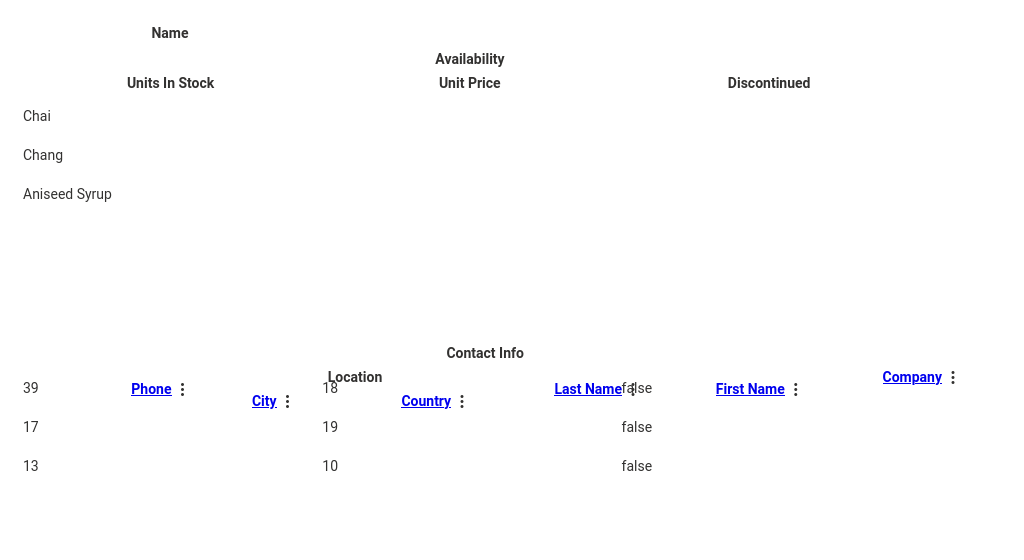 Name
Availability
Units In Stock Unit Price Discontinued
Chai
Chang
Aniseed Syrup
Contact Info
Location Company
39 Phone 18 Last Name false First Name
City Country
17 19 false
13 10 false